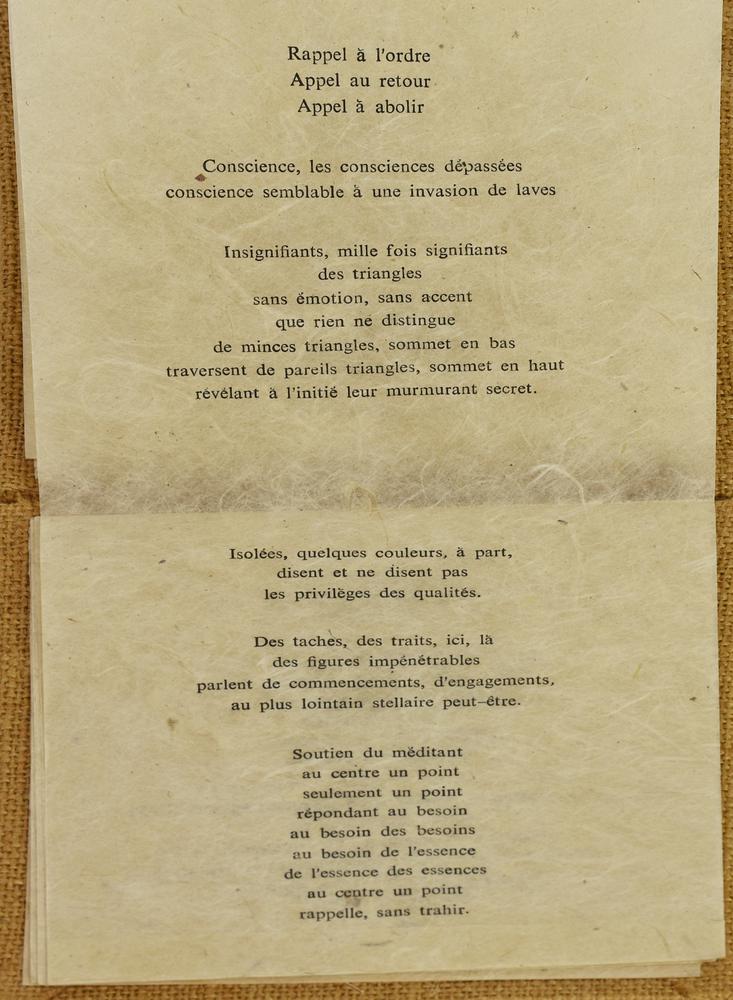 Rappel à l'ordre
Appel au retour
Appel à abolir
Conscience, les consciences dépassées
conscience semblable à une invasion de laves
Insignifiants, mille fois signifiants
des triangles
sans émotion, sans accent
que rien ne distingue
de minces triangles, sommet en bas
traversent de pareils triangles, sommet en haut
révélant à l'initié leur murmurant secret.
Isolées, quelques couleurs, à part,
disent et ne disent pas
les privilèges des qualités.
Des taches, des traits, ici, là
des figures impénétrables
parlent de commencements, d'engagements,
au plus lointain stellaire peut-être.
Soutien du méditant
au centre un point
seulement un point
répondant au besoin
au besoin des besoins
au besoin de l'essence
de l'essence des essences
au centre un point
rappelle, sans trahir.